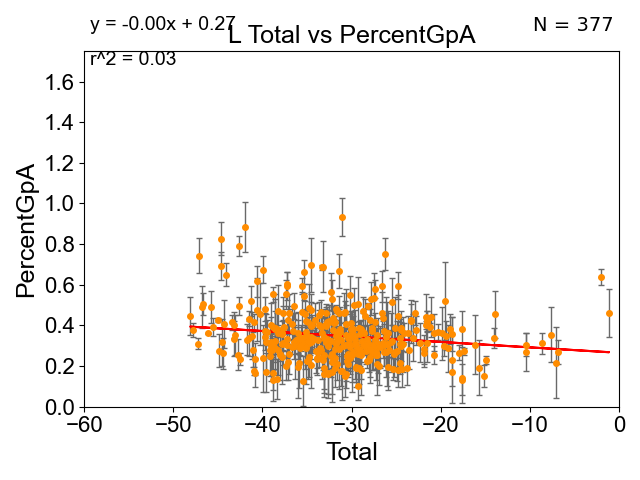 y = -0.00x + 0.27
N = 377
L Total vs PercentGpA
r^2 = 0.03
PercentGpA
1.6
1.4
1.2
1.0
0.8
0.6
0.4
0.2
0.0
−60 −50 −40 −30 −20 −10 0
Total